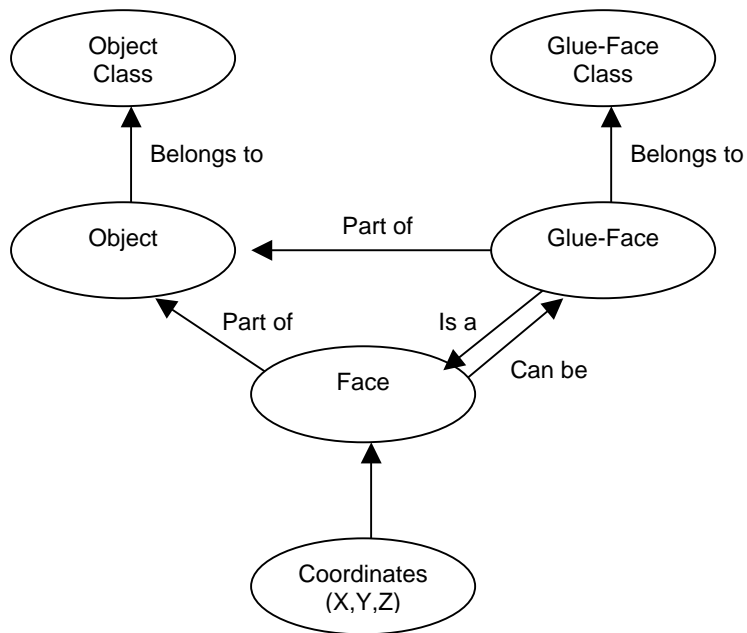 Object
Class
Glue-Face
Class
Belongs to
Belongs to
Object
Part of
Glue-Face
Part of
Is a
Can be
Face
Coordinates
(X,Y,Z)